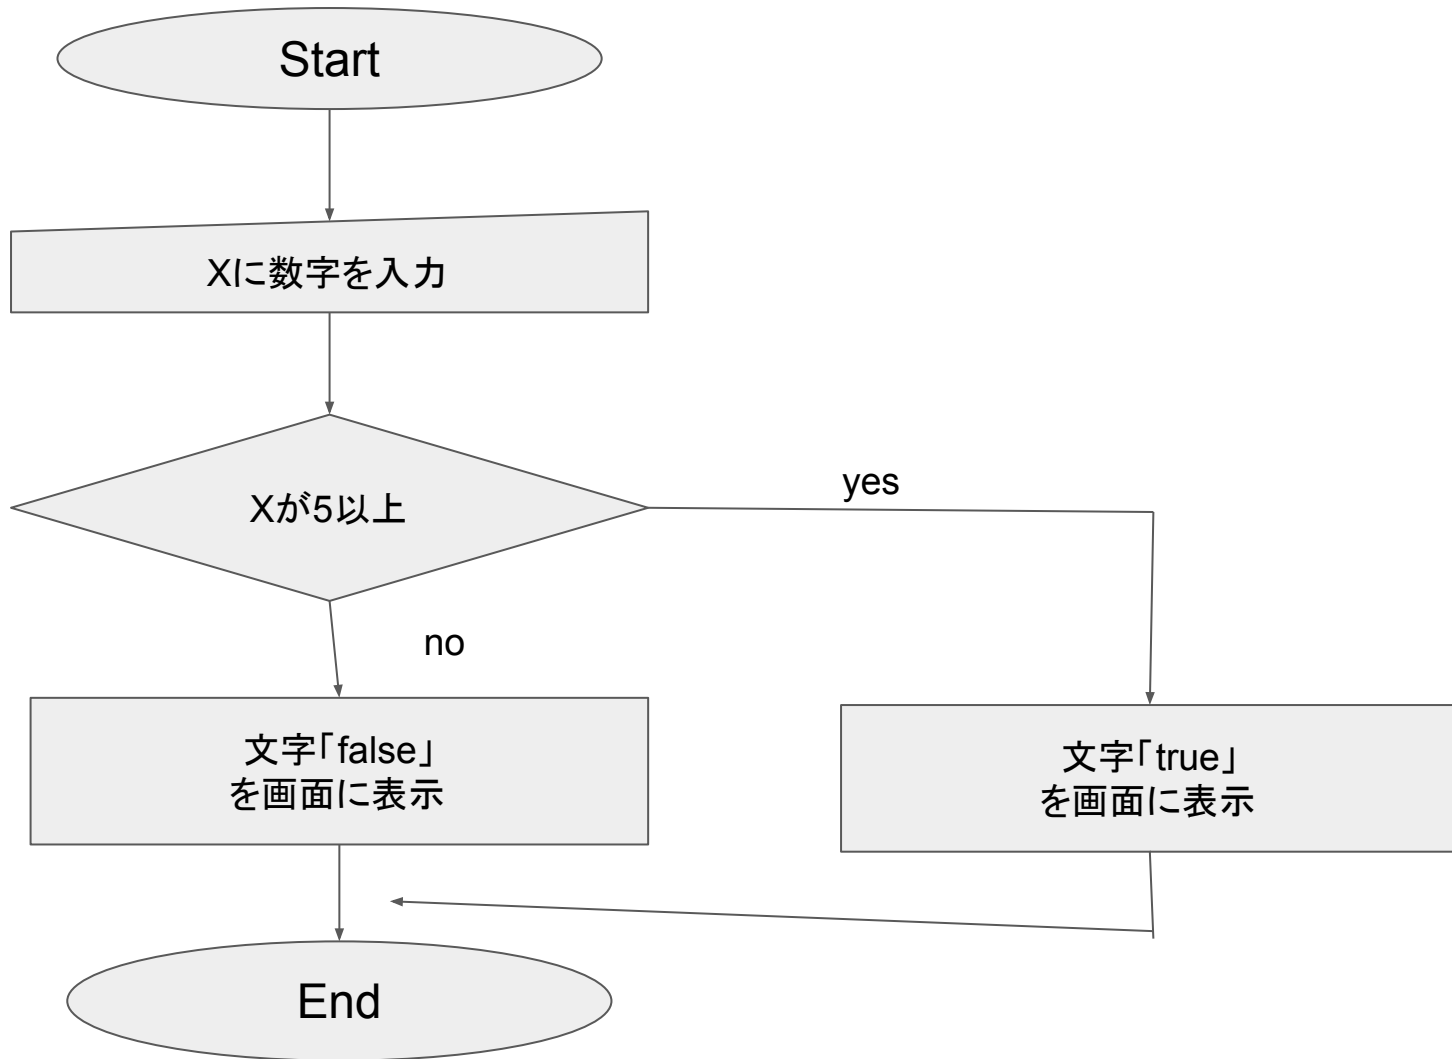 Start
Xに数字を入力
Xが5以上
yes
no
文字「false」
を画面に表示
文字「true」
を画面に表示
End